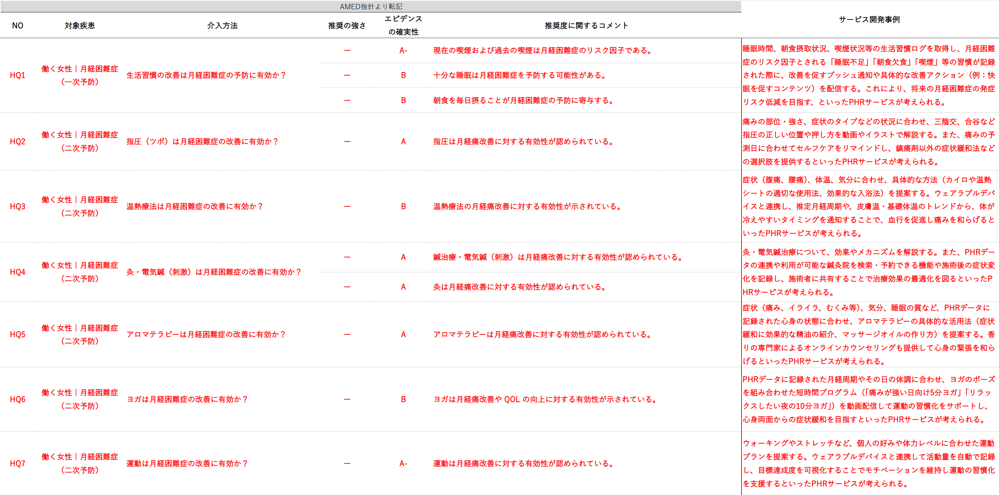 AMED指針より転記
NO
対象疾患
介入方法
推奨の強さ
エビデンス
の確実性
推奨度に関するコメント
サービス開発事例
HQ1
働く女性｜月経困難症
（一次予防）
生活習慣の改善は月経困難症の予防に有効か？
ー
A-
現在の喫煙および過去の喫煙は月経困難症のリスク因子である。
ー
B
十分な睡眠は月経困難症を予防する可能性がある。
ー
B
朝食を毎日摂ることが月経困難症の予防に寄与する。
睡眠時間、朝食摂取状況、喫煙状況等の生活習慣ログを取得し、月経困難
症のリスク因子とされる「睡眠不足」「朝食欠食」「喫煙」等の習慣が記録
された際に、改善を促すプッシュ通知や具体的な改善アクション（例：快
眠を促すコンテンツ）を配信する。これにより、将来の月経困難症の発症
リスク低減を目指す、といったPHRサービスが考えられる。
HQ2
働く女性｜月経困難症
（二次予防）
指圧（ツボ）は月経困難症の改善に有効か？
ー
A
指圧は月経痛改善に対する有効性が認められている。
痛みの部位・強さ、症状のタイプなどの状況に合わせ、三陰交、合谷など
指圧の正しい位置や押し方を動画やイラストで解説する。また、痛みの予
測日に合わせてセルフケアをリマインドし、鎮痛剤以外の症状緩和法など
の選択肢を提供するといったPHRサービスが考えられる。
HQ3
働く女性｜月経困難症
（二次予防）
温熱療法は月経困難症の改善に有効か？
ー
B
温熱療法の月経痛改善に対する有効性が示されている。
症状（腹痛、腰痛）、体温、気分に合わせ、具体的な方法（カイロや温熱
シートの適切な使用法、効果的な入浴法）を提案する。ウェアラブルデバ
イスと連携し、推定月経周期や、皮膚温・基礎体温のトレンドから、体が
冷えやすいタイミングを通知することで、血行を促進し痛みを和らげると
いったPHRサービスが考えられる。
HQ4
働く女性｜月経困難症
（二次予防）
灸・電気鍼（刺激）は月経困難症の改善に有効か？
ー
A
鍼治療・電気鍼（刺激）は月経痛改善に対する有効性が認められている。
ー
A
灸は月経痛改善に対する有効性が認められている。
灸・電気鍼治療について、効果やメカニズムを解説する。また、PHRデー
タの連携や利用が可能な鍼灸院を検索・予約できる機能や施術後の症状変
化を記録し、施術者に共有することで治療効果の最適化を図るといったP
HRサービスが考えられる。
HQ5
働く女性｜月経困難症
（二次予防）
アロマテラピーは月経困難症の改善に有効か？
ー
A
アロマテラピーは月経痛改善に対する有効性が認められている。
症状（痛み、イライラ、むくみ等）、気分、睡眠の質など、PHRデータに
記録された心身の状態に合わせ、アロマテラピーの具体的な活用法（症状
緩和に効果的な精油の紹介、マッサージオイルの作り方）を提案する。香
りの専門家によるオンラインカウンセリングも提供して心身の緊張を和ら
げるといったPHRサービスが考えられる。
HQ6
働く女性｜月経困難症
（二次予防）
ヨガは月経困難症の改善に有効か？
ー
B
ヨガは月経痛改善や QOL の向上に対する有効性が示されている。
PHRデータに記録された月経周期やその日の体調に合わせ、ヨガのポーズ
を組み合わせた短時間プログラム（「痛みが強い日向け5分ヨガ」「リラッ
クスしたい夜の10分ヨガ」）を動画配信して運動の習慣化をサポートし、
心身両面からの症状緩和を目指すといったPHRサービスが考えられる。
HQ7
働く女性｜月経困難症
（二次予防）
運動は月経困難症の改善に有効か？
ー
A-
運動は月経痛改善に対する有効性が認められている。
ウォーキングやストレッチなど、個人の好みや体力レベルに合わせた運動
プランを提案する。ウェアラブルデバイスと連携して活動量を自動で記録
し、目標達成度を可視化することでモチベーションを維持し運動の習慣化
を支援するといったPHRサービスが考えられる。